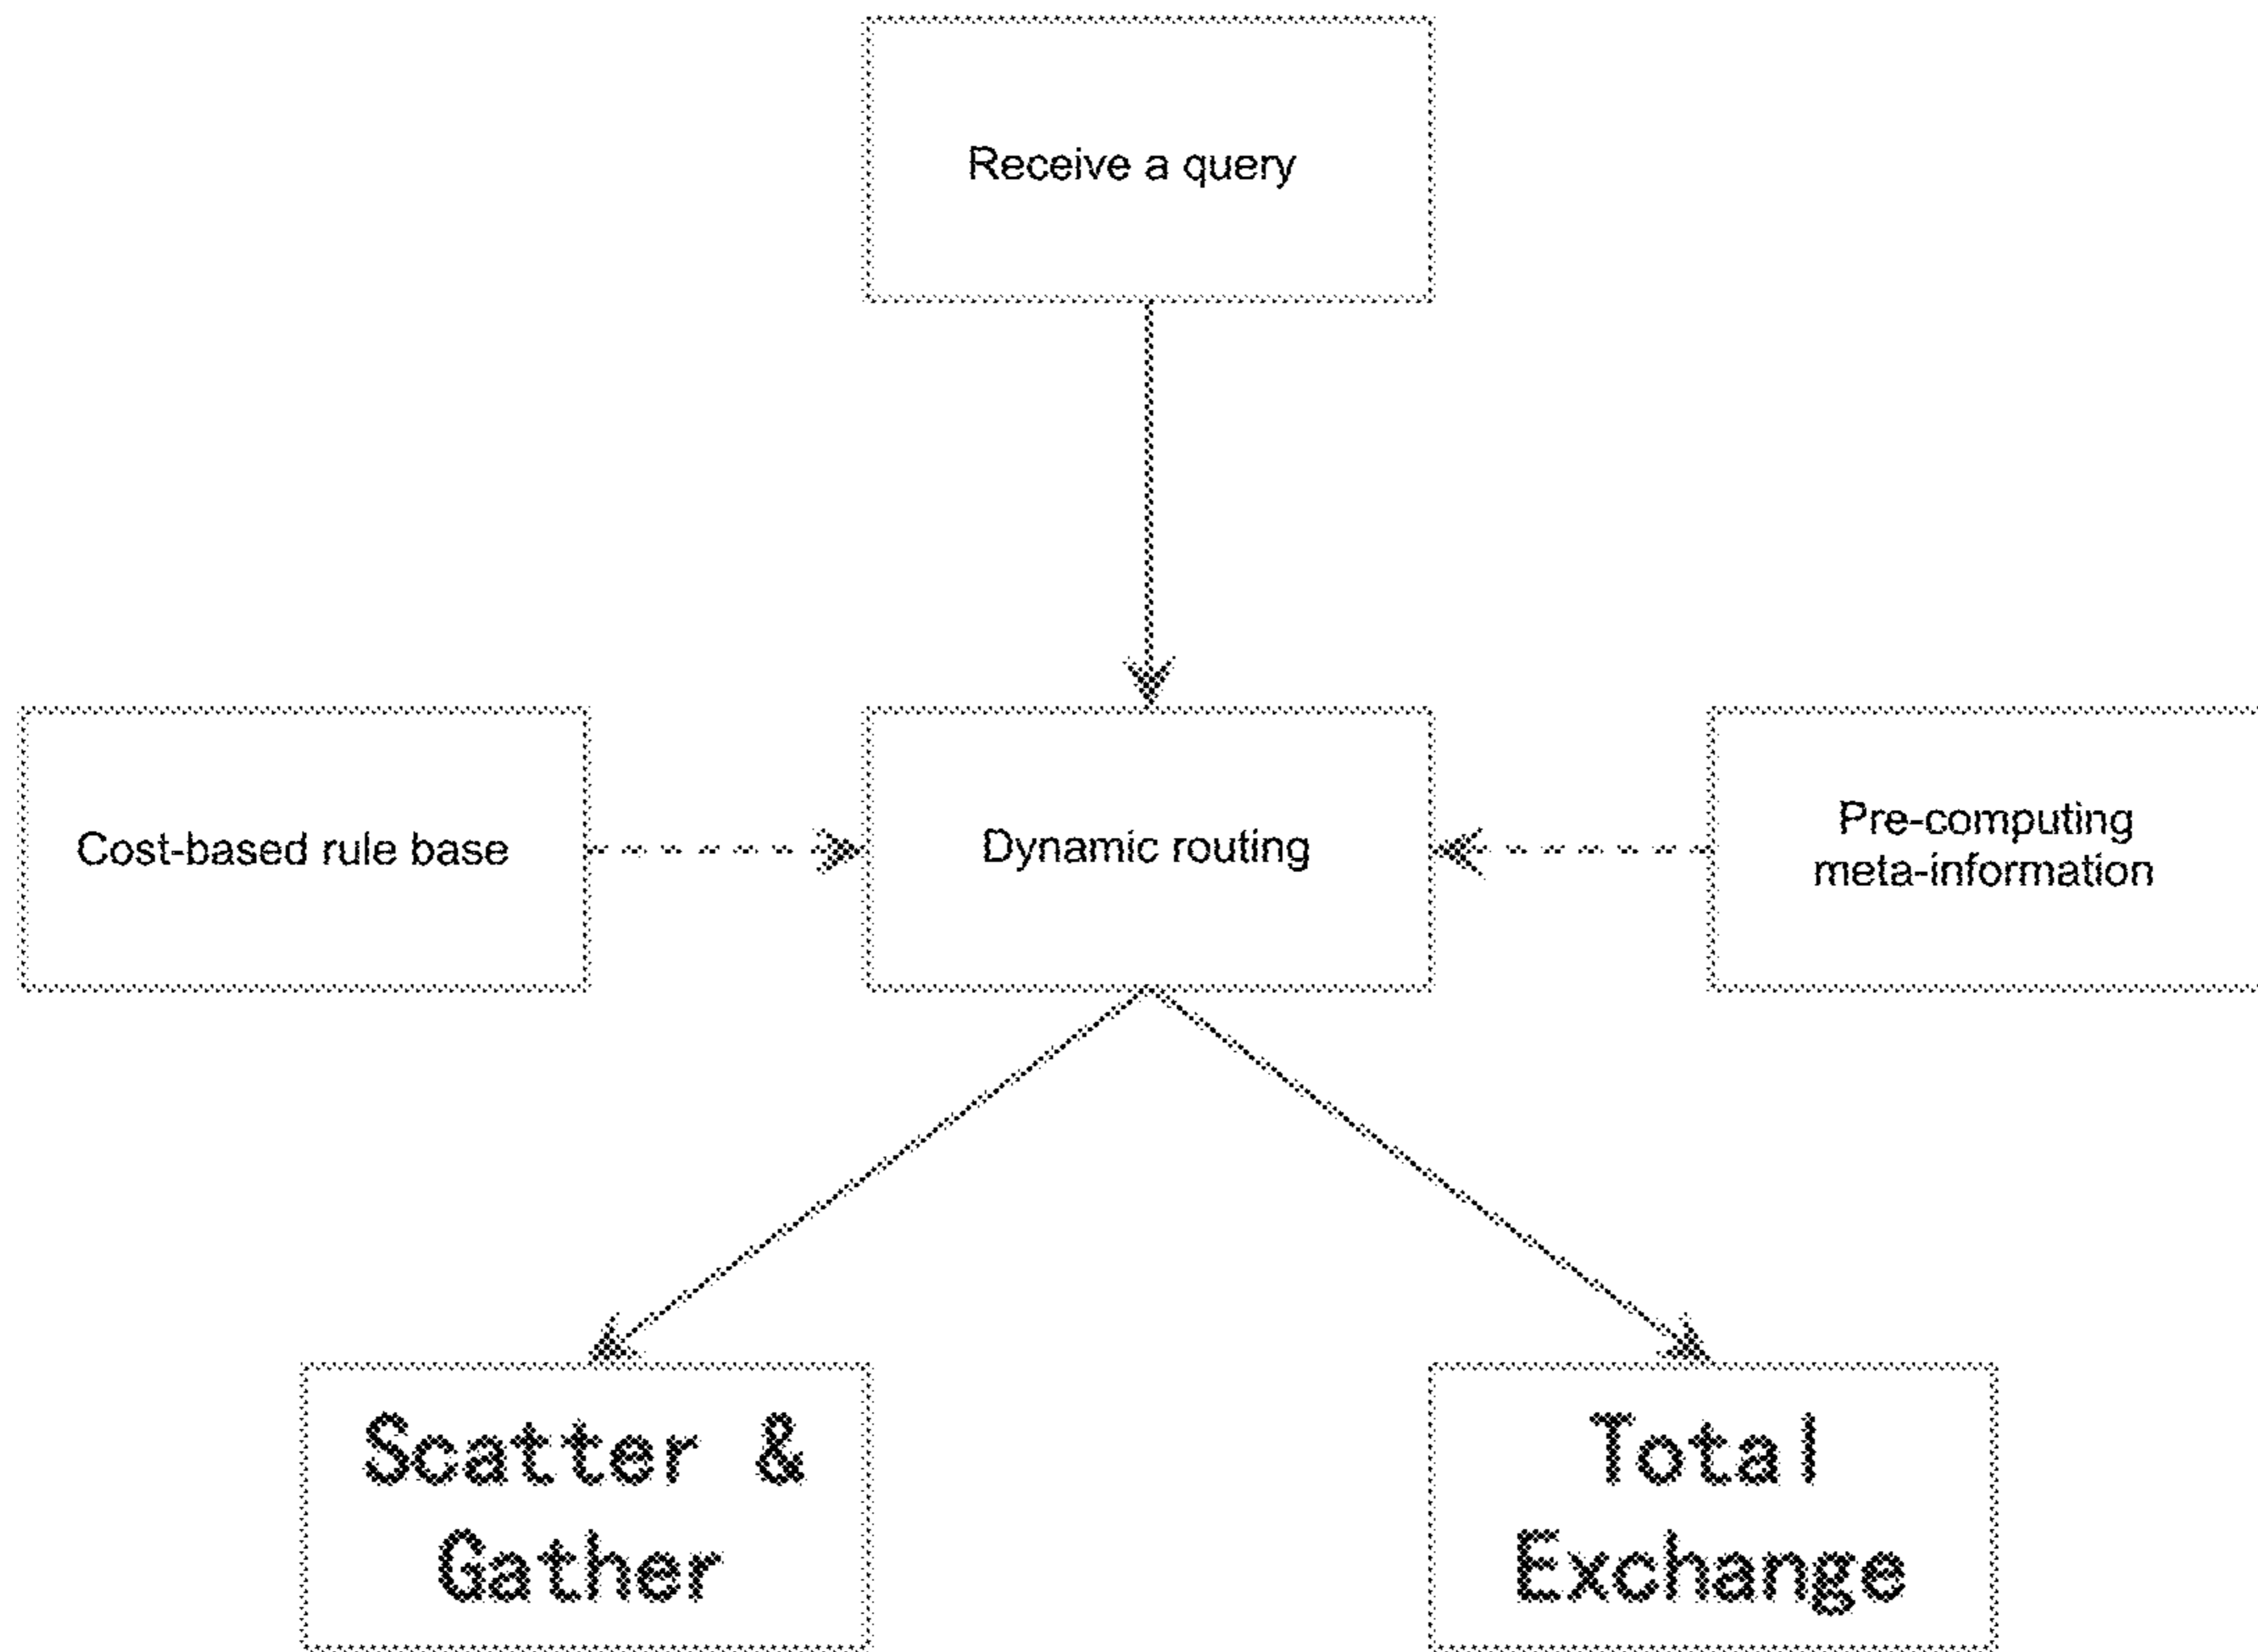 Receive a query
Cost-based rule base
Dynamic routing
Pre-computing
meta-information
Scatter &
Gather
Total
Exchange